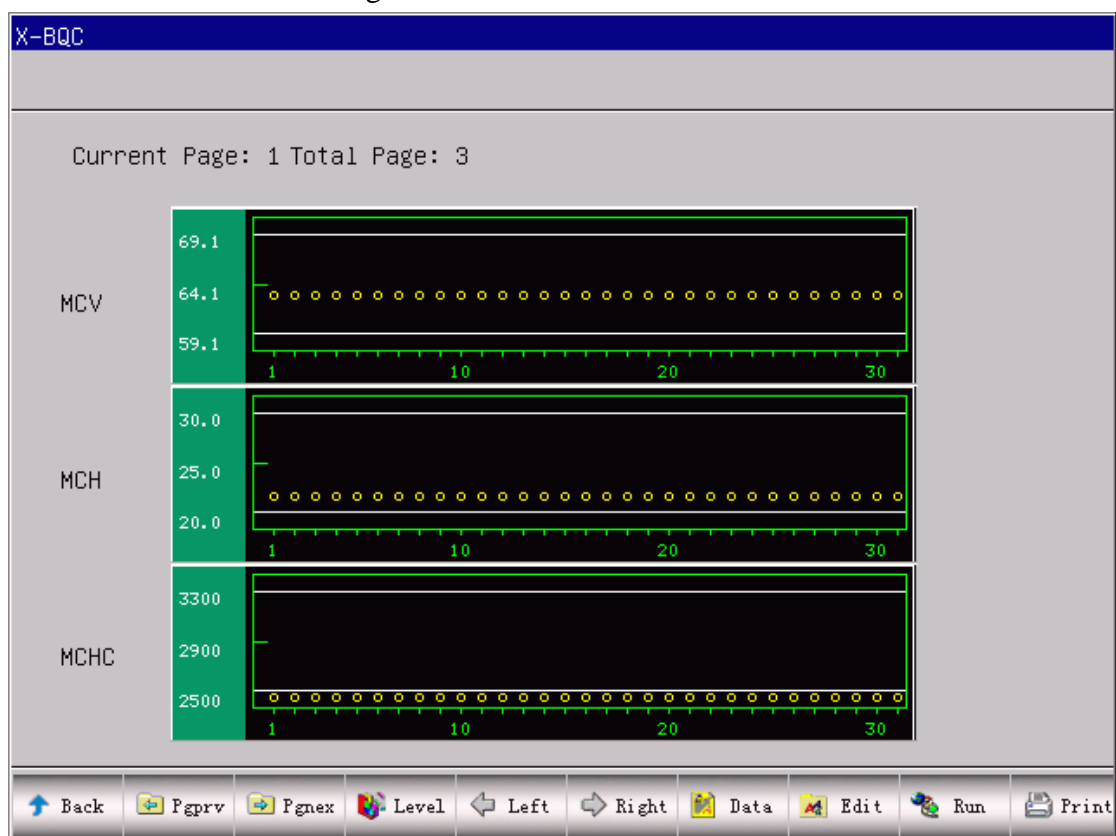 X-BQC
Current Page: 1 Total Page: 3
MCV
69.1
64.1
59.1
1 10 20 30
MCH
30.0
25.0
20.0
1 10 20 30
MCHC
3300
2900
2500
1 10 20 30
Back Pgprv Pgnex Level Left Right Data Edit Run Print